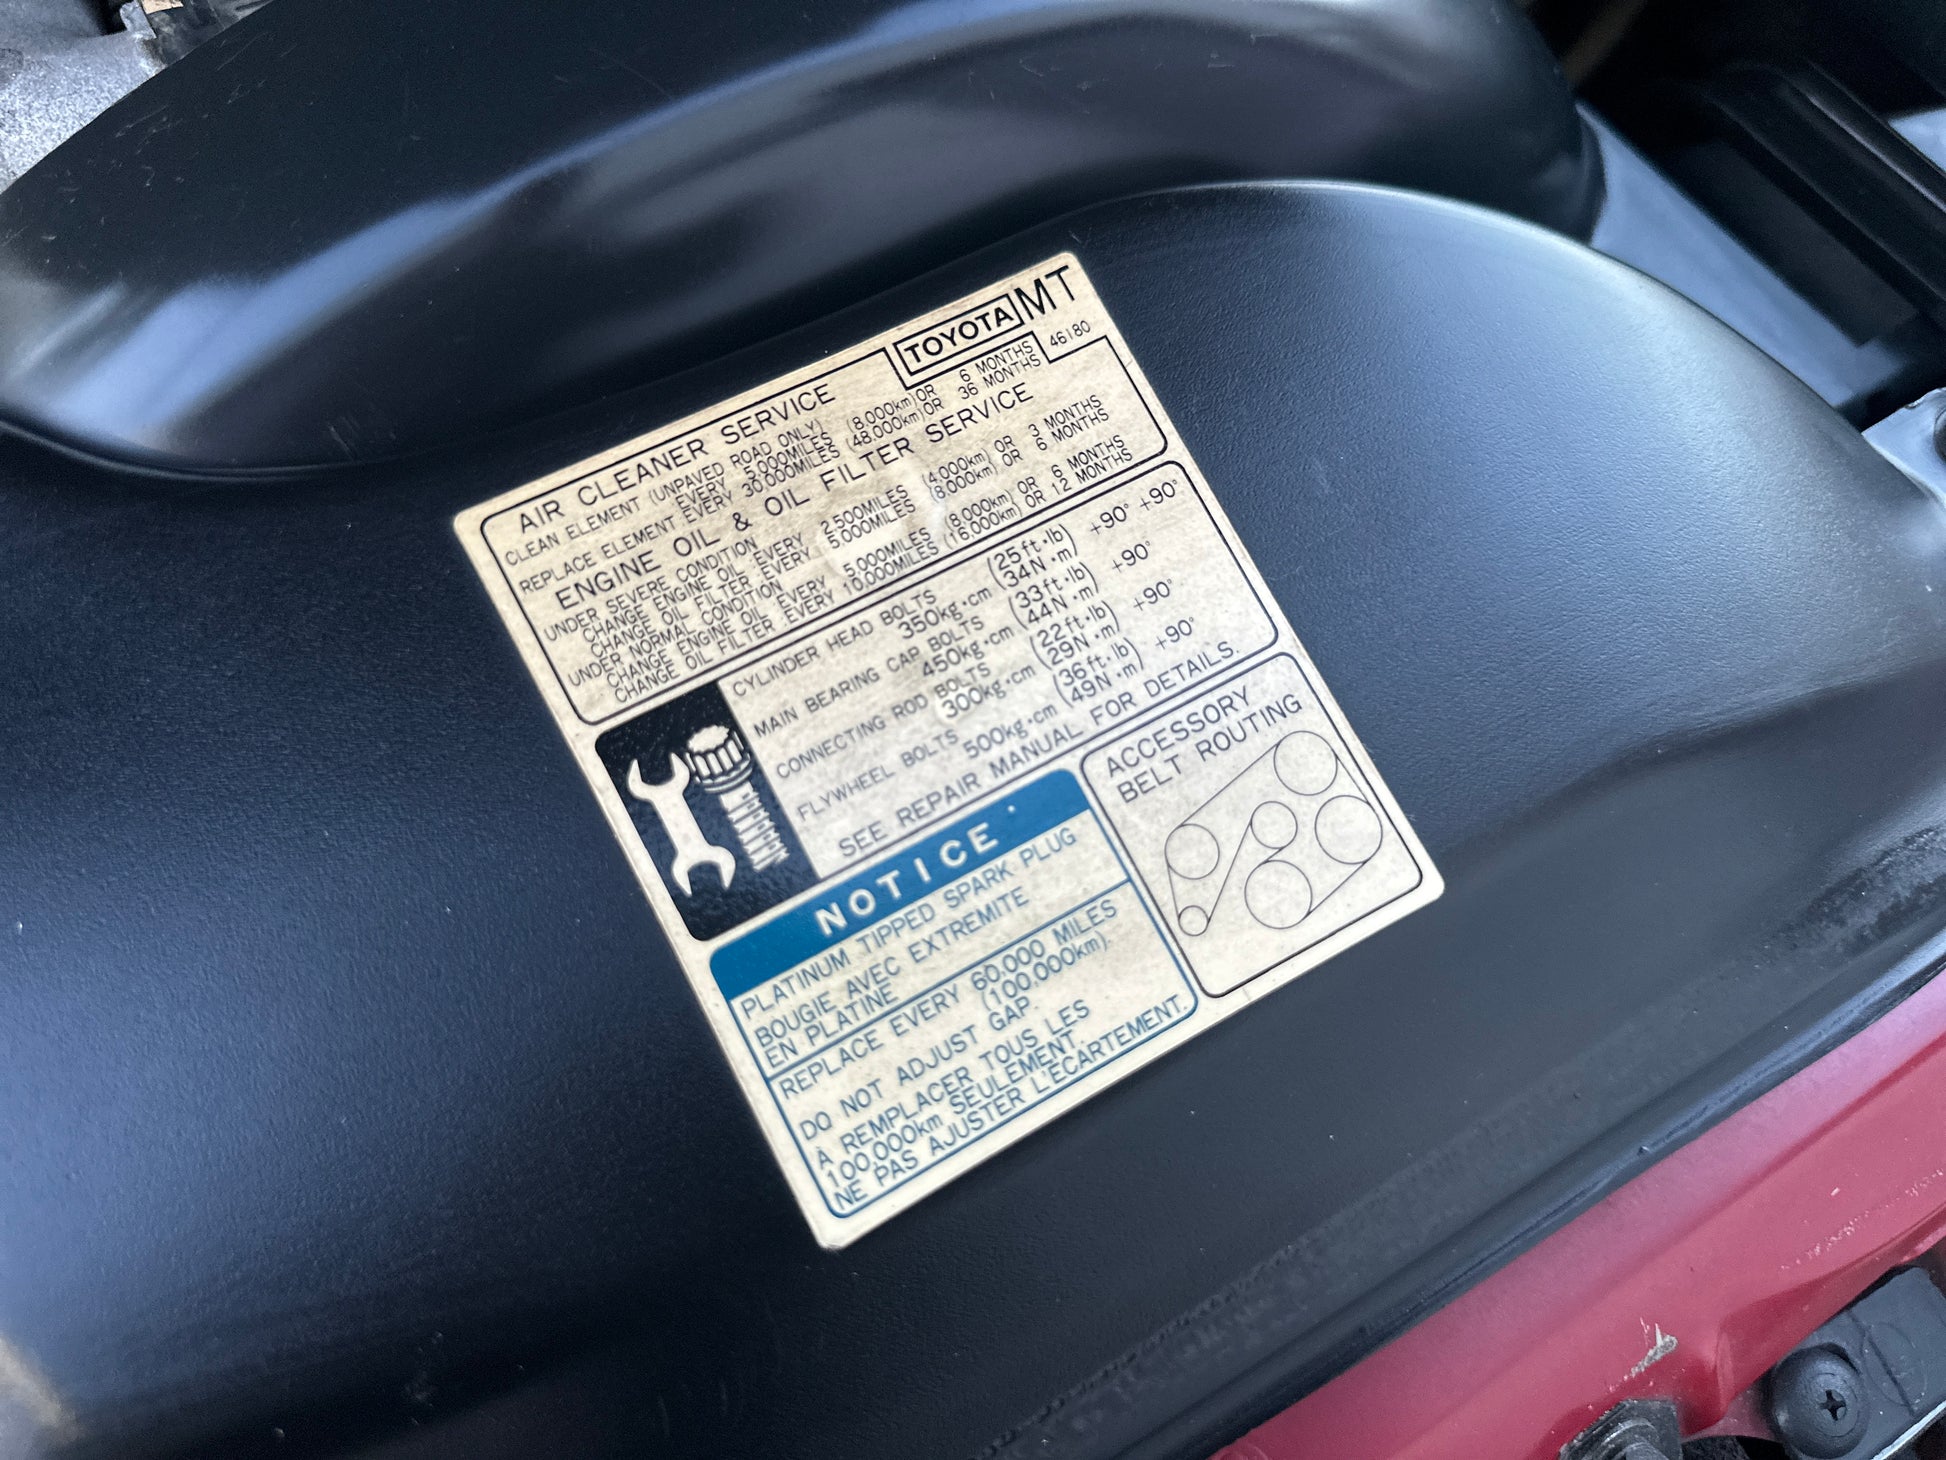 TOYOTA MT
46180
AIR CLEANER SERVICE
CLEAN ELEMENT (UNPAVED ROAD ONLY)
EVERY 5,000MILES (8,000km) OR 6 MONTHS
REPLACE ELEMENT EVERY 30,000MILES (48,000km) OR 36 MONTHS
ENGINE OIL & OIL FILTER SERVICE
UNDER SEVERE CONDITION
CHANGE ENGINE OIL EVERY 2,500MILES (4,000km) OR 3 MONTHS
CHANGE OIL FILTER EVERY 5,000MILES (8,000km) OR 6 MONTHS
UNDER NORMAL CONDITION
CHANGE ENGINE OIL EVERY 5,000MILES (8,000km) OR 6 MONTHS
CHANGE OIL FILTER EVERY 10,000MILES (16,000km) OR 12 MONTHS
CYLINDER HEAD BOLTS
350kg·cm (25ft·lb) (34N·m) +90° +90°
MAIN BEARING CAP BOLTS
450kg·cm (33ft·lb) (44N·m) +90°
CONNECTING ROD BOLTS
300kg·cm (22ft·lb) (29N·m) +90°
FLYWHEEL BOLTS
500kg·cm (36ft·lb) (49N·m) +90°
SEE REPAIR MANUAL FOR DETAILS.
NOTICE
PLATINUM TIPPED SPARK PLUG
BOUGIE AVEC EXTREMITE
EN PLATINE
REPLACE EVERY 60,000 MILES
(100,000km).
DO NOT ADJUST GAP.
À REMPLACER TOUS LES
100,000km SEULEMENT.
NE PAS AJUSTER L'ECARTEMENT.
ACCESSORY
BELT ROUTING